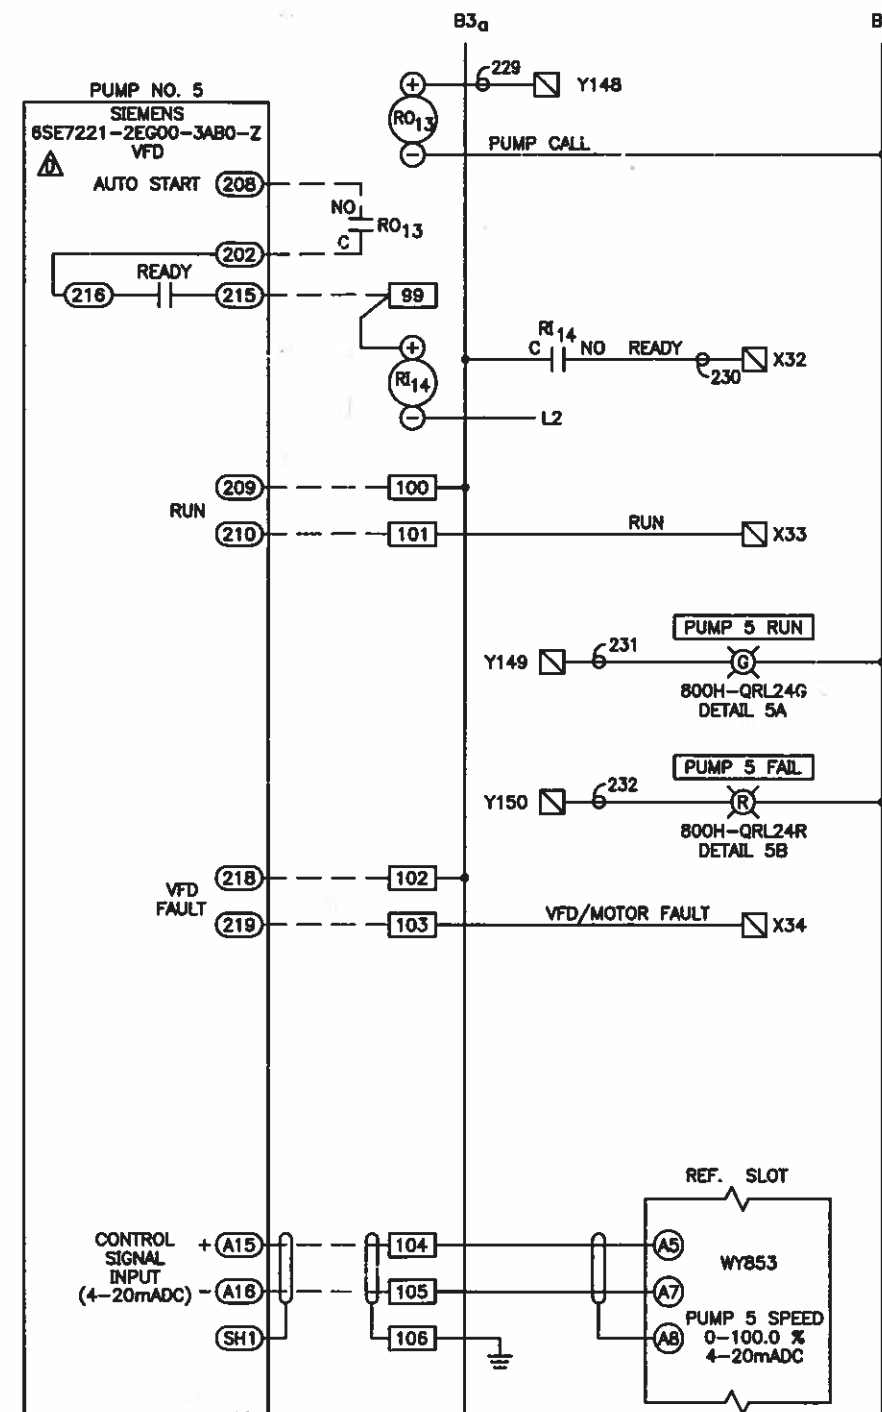 B3a
B
229
Y148
PUMP NO. 5
SIEMENS
6SE7221-2EG00-3AB0-Z
VFD
+
RO13
−
PUMP CALL
AUTO START 208
NO
RO13
C
202
READY
216
215
99
+
RI14
−
RI14
C
NO
READY
230
X32
L2
209
100
RUN
210
101
RUN
X33
PUMP 5 RUN
Y149
231
G
800H-QRL24G
DETAIL 5A
PUMP 5 FAIL
Y150
232
R
800H-QRL24R
DETAIL 5B
VFD
FAULT
218
102
219
103
VFD/MOTOR FAULT
X34
REF. SLOT
CONTROL
SIGNAL
INPUT
(4-20mADC)
+ A15
104
A5
WY853
− A16
105
A7
SH1
106
A8
PUMP 5 SPEED
0-100.0 %
4-20mADC